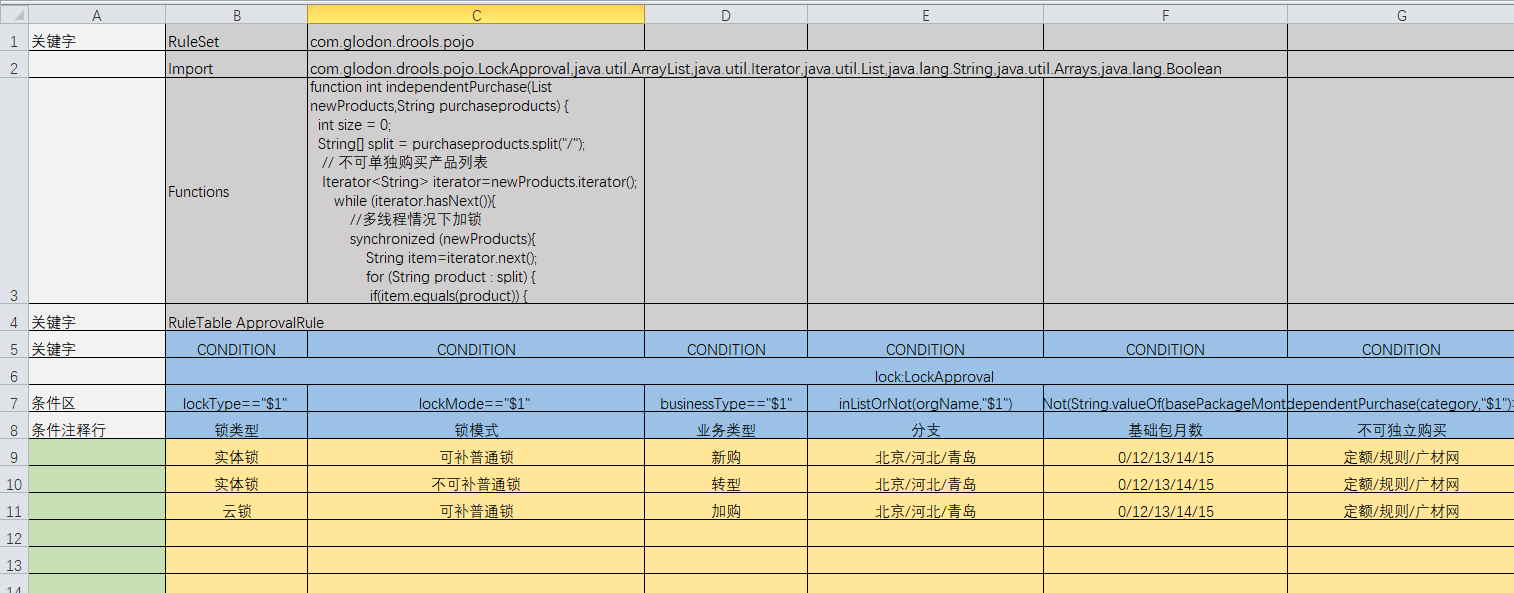 A B C D E F G
1 关键字 RuleSet com.glodon.drools.pojo
2 Import com.glodon.drools.pojo.LockApproval,java.util.ArrayList,java.util.Iterator,java.util.List,java.lang.String,java.util.Arrays,java.lang.Boolean
function int independentPurchase(List
newProducts,String purchaseproducts) {
int size = 0;
String[] split = purchaseproducts.split("/");
// 不可单独购买产品列表
Iterator<String> iterator=newProducts.iterator();
Functions
while (iterator.hasNext()){
//多线程情况下加锁
synchronized (newProducts){
String item=iterator.next();
for (String product : split) {
3 if(item.equals(product)) {
4 关键字 RuleTable ApprovalRule
5 关键字 CONDITION CONDITION CONDITION CONDITION CONDITION CONDITION
6 lock:LockApproval
7 条件区 lockType=="$1" lockMode=="$1" businessType=="$1" inListOrNot(orgName,"$1") Not(String.valueOf(basePackageMont dependentPurchase(category,"$1")
8 条件注释行 锁类型 锁模式 业务类型 分支 基础包月数 不可独立购买
9 实体锁 可补普通锁 新购 北京/河北/青岛 0/12/13/14/15 定额/规则/广材网
10 实体锁 不可补普通锁 转型 北京/河北/青岛 0/12/13/14/15 定额/规则/广材网
11 云锁 可补普通锁 加购 北京/河北/青岛 0/12/13/14/15 定额/规则/广材网
12
13
14